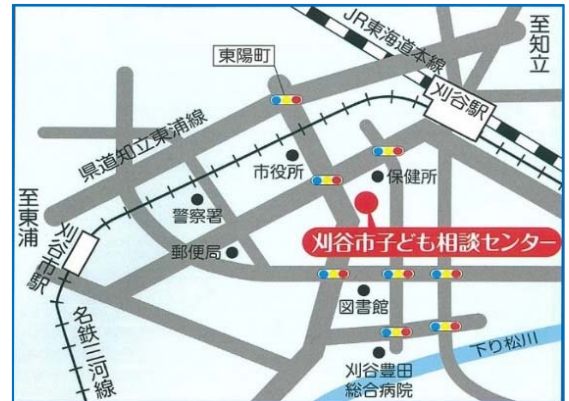 JR東海道本線
至知立
東陽町
刈谷駅
県道知立東浦線
市役所
保健所
至東浦
警察署
刈谷市子ども相談センター
刈谷市駅
郵便局
名鉄三河線
図書館
下り松川
刈谷豊田
総合病院